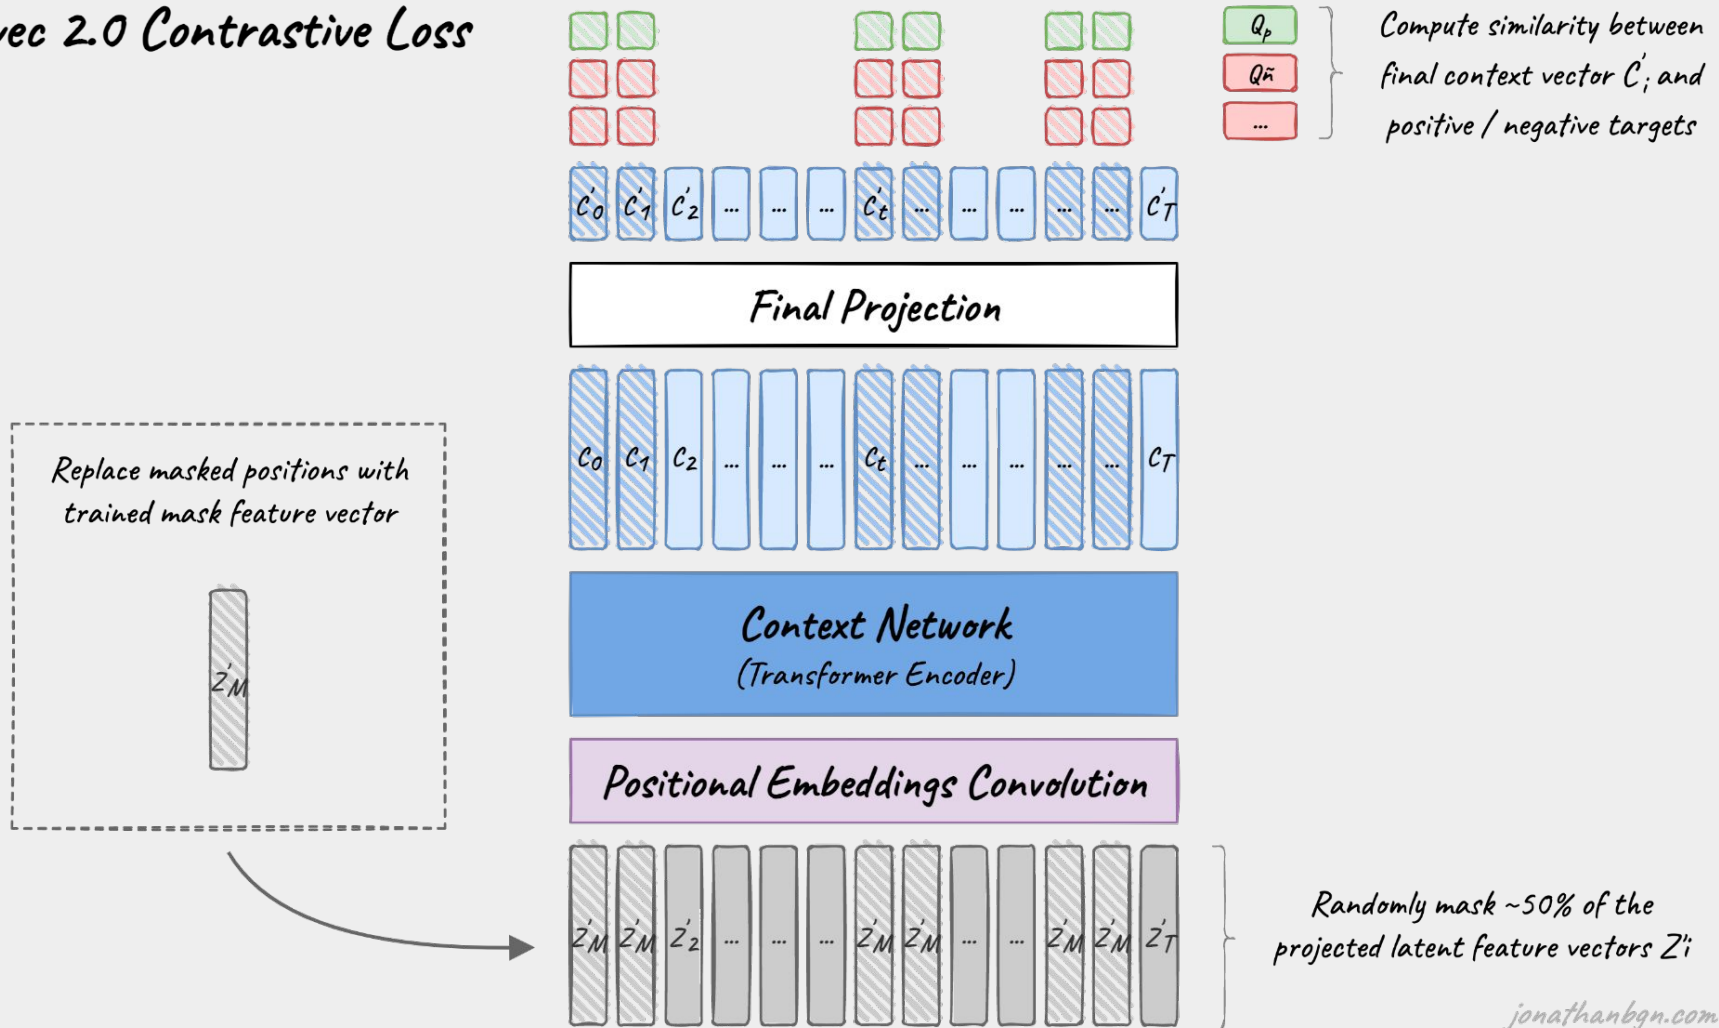 vec 2.0 Contrastive Loss
Qp
Qñ
...
Compute similarity between
final context vector C'i and
positive / negative targets
C'0 C'1 C'2 ... ... ... C't ... ... ... ... ... C'T
Final Projection
C0 C1 C2 ... ... ... Ct ... ... ... ... ... CT
Replace masked positions with
trained mask feature vector
Z'M
Context Network
(Transformer Encoder)
Positional Embeddings Convolution
Z'M Z'M Z'2 ... ... ... Z'M Z'M ... ... Z'M Z'M Z'T
Randomly mask ~50% of the
projected latent feature vectors Z'i
jonathanbgn.com